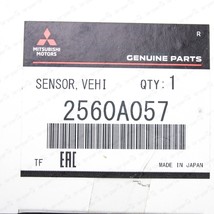 R
MITSUBISHI
MOTORS
GENUINE PARTS
SENSOR, VEHI QTY: 1
2560A057
TF EAC MADE IN JAPAN